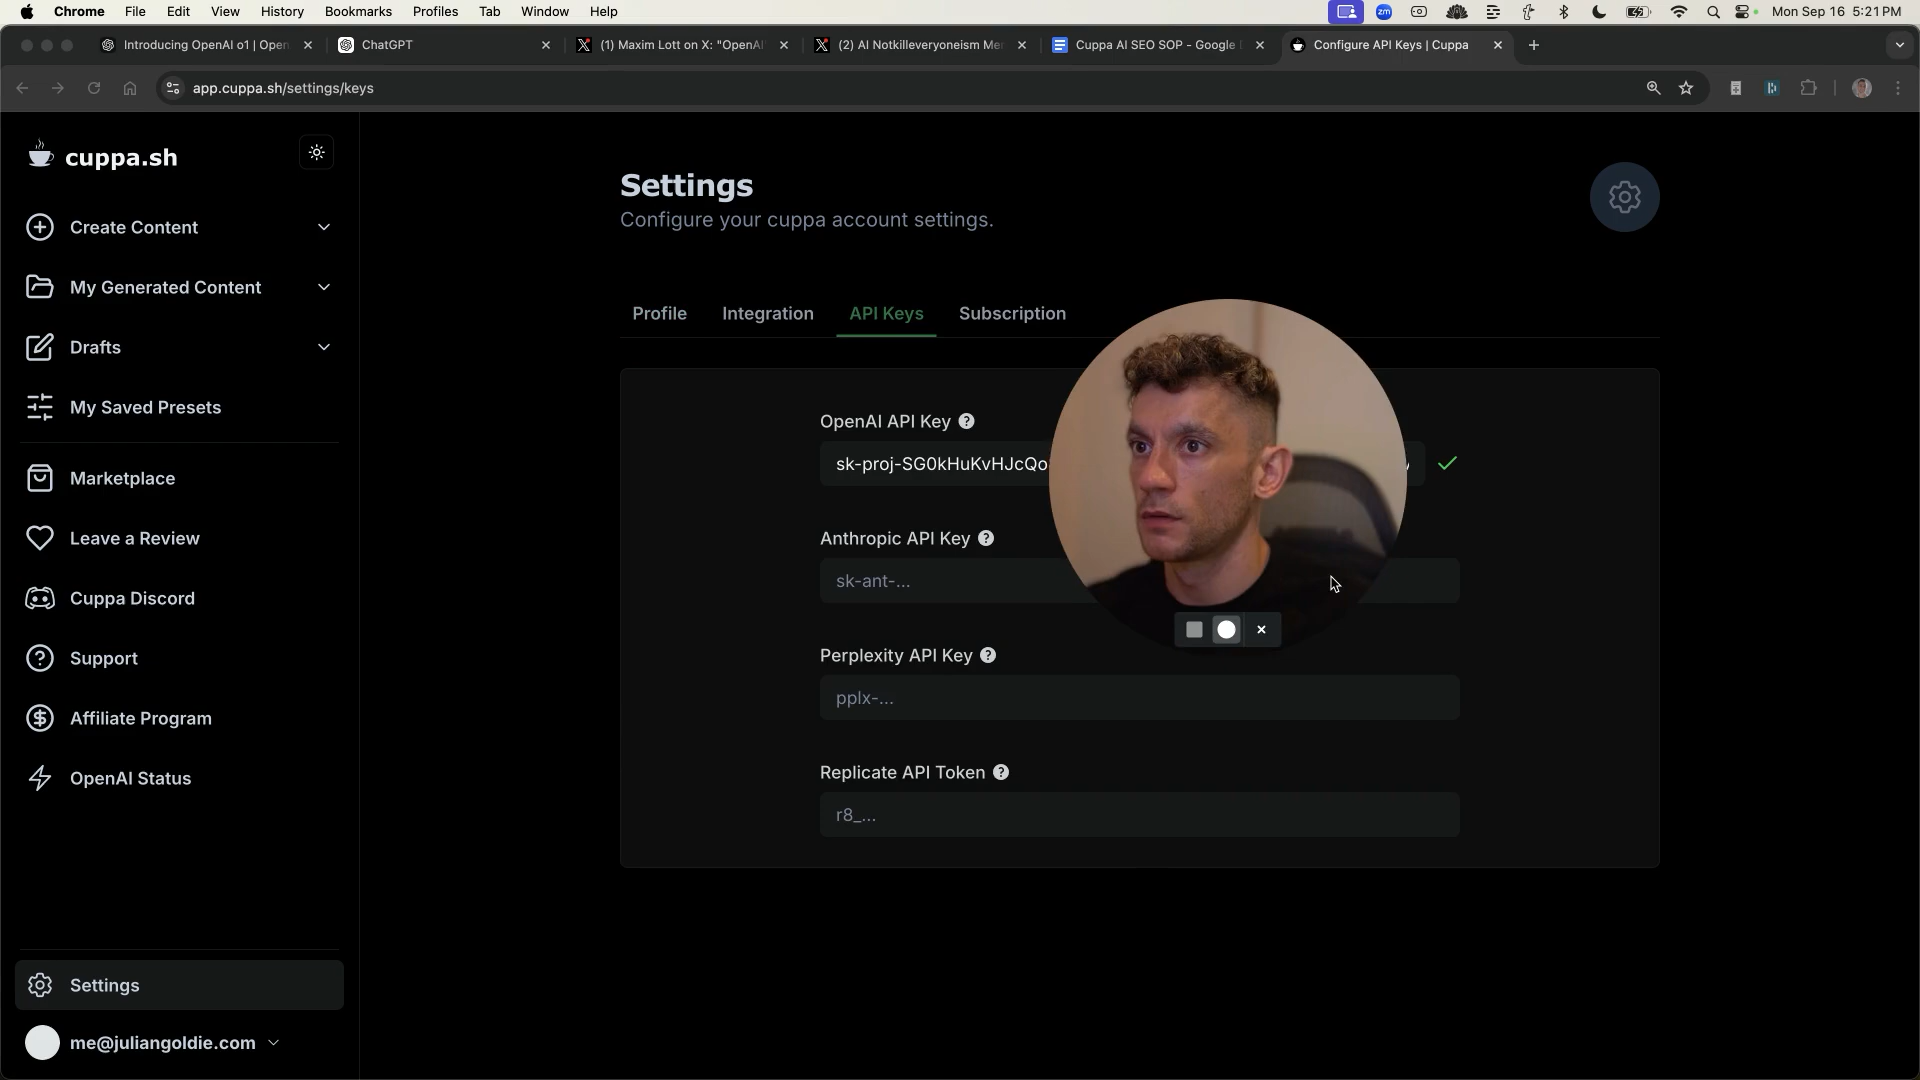 Chrome File Edit View History Bookmarks Profiles Tab Window Help
zm
Mon Sep 16 5:21 PM
Introducing OpenAI o1 | Open
ChatGPT
(1) Maxim Lott on X: "OpenAI
(2) AI Notkilleveryoneism Mem
Cuppa AI SEO SOP - Google
Configure API Keys | Cuppa
app.cuppa.sh/settings/keys
cuppa.sh
Create Content
My Generated Content
Drafts
My Saved Presets
Marketplace
Leave a Review
Cuppa Discord
Support
Affiliate Program
OpenAI Status
Settings
me@juliangoldie.com
Settings
Configure your cuppa account settings.
Profile Integration API Keys Subscription
OpenAI API Key
sk-proj-SG0kHuKvHJcQo
Anthropic API Key
sk-ant-...
Perplexity API Key
pplx-...
Replicate API Token
r8_...